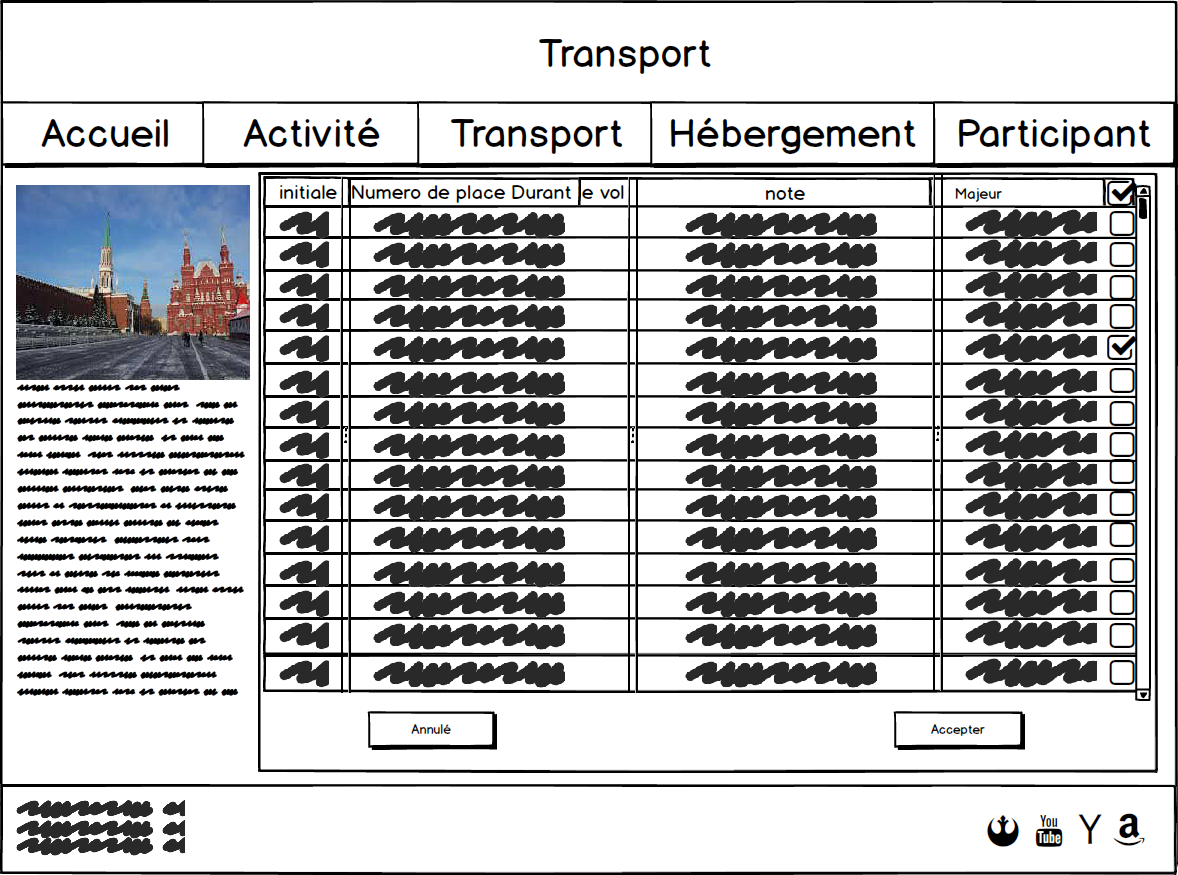 Transport
Accueil Activité Transport Hébergement Participant
initiale Numero de place Durant e vol note Majeur
Annulé Accepter
You
Tube
Y
a